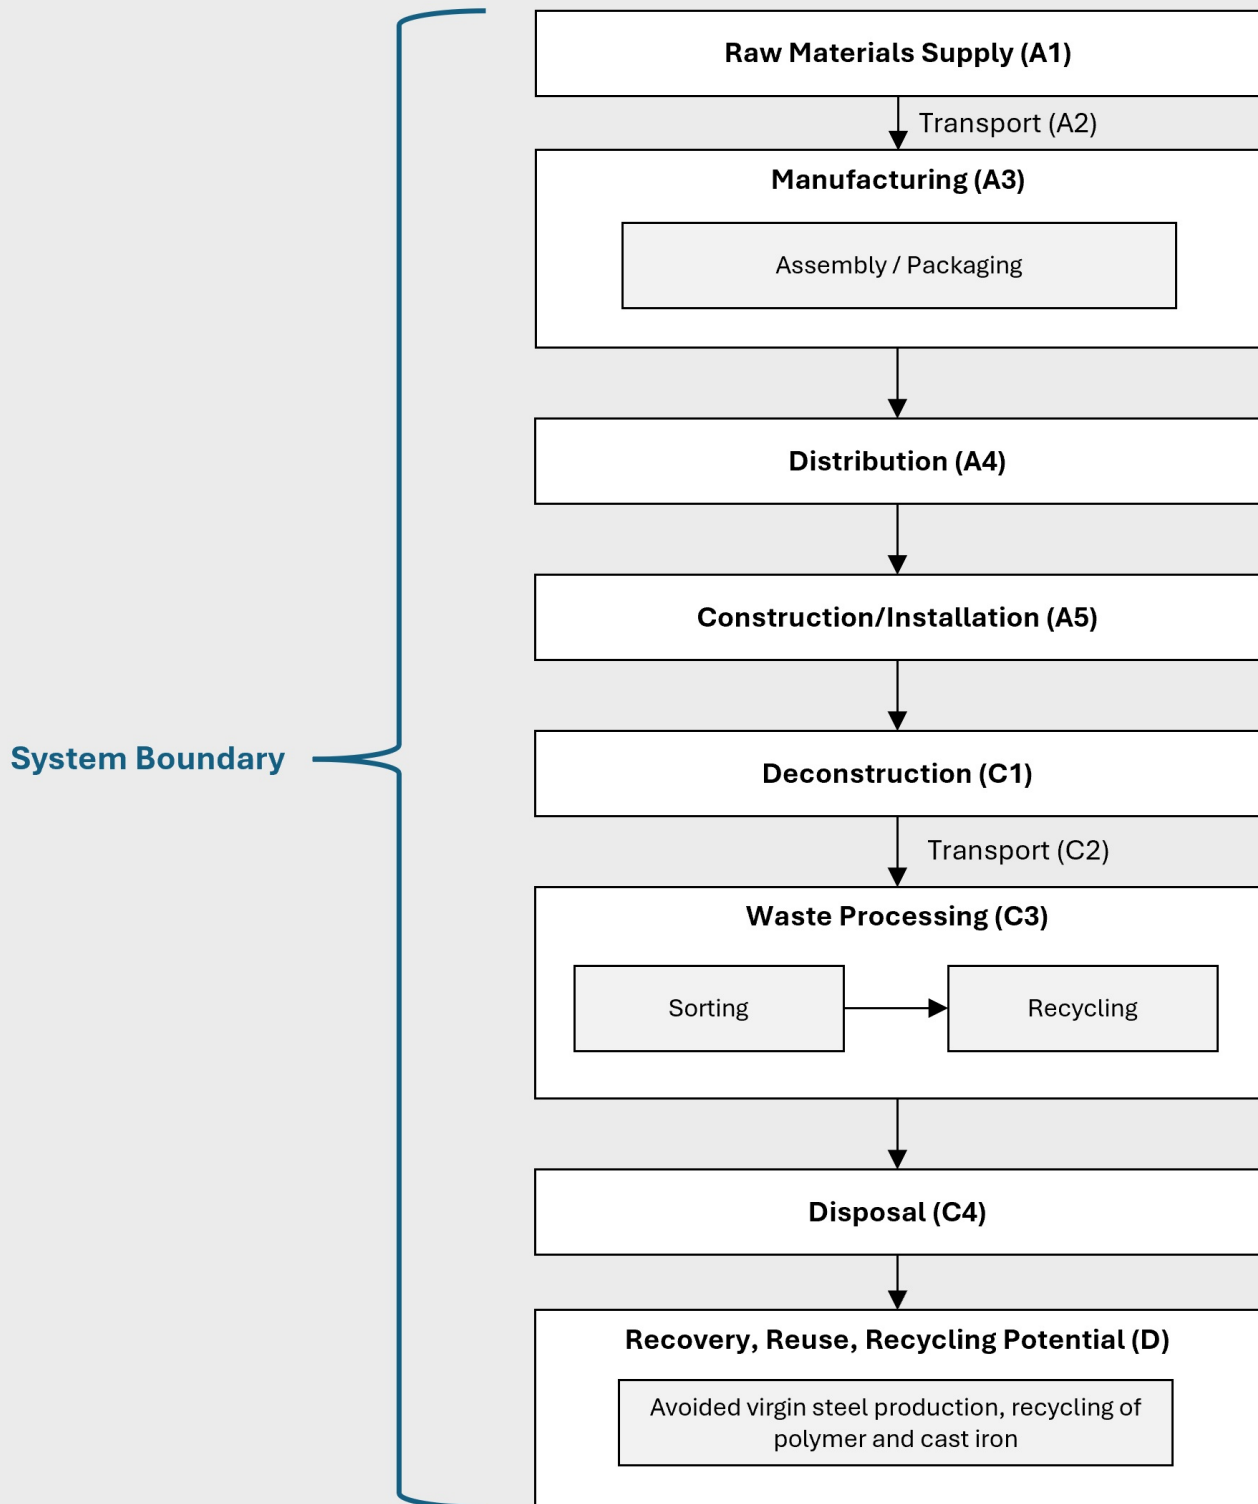 Raw Materials Supply (A1)
Transport (A2)
Manufacturing (A3)
Assembly / Packaging
Distribution (A4)
Construction/Installation (A5)
System Boundary
Deconstruction (C1)
Transport (C2)
Waste Processing (C3)
Sorting
Recycling
Disposal (C4)
Recovery, Reuse, Recycling Potential (D)
Avoided virgin steel production, recycling of
polymer and cast iron